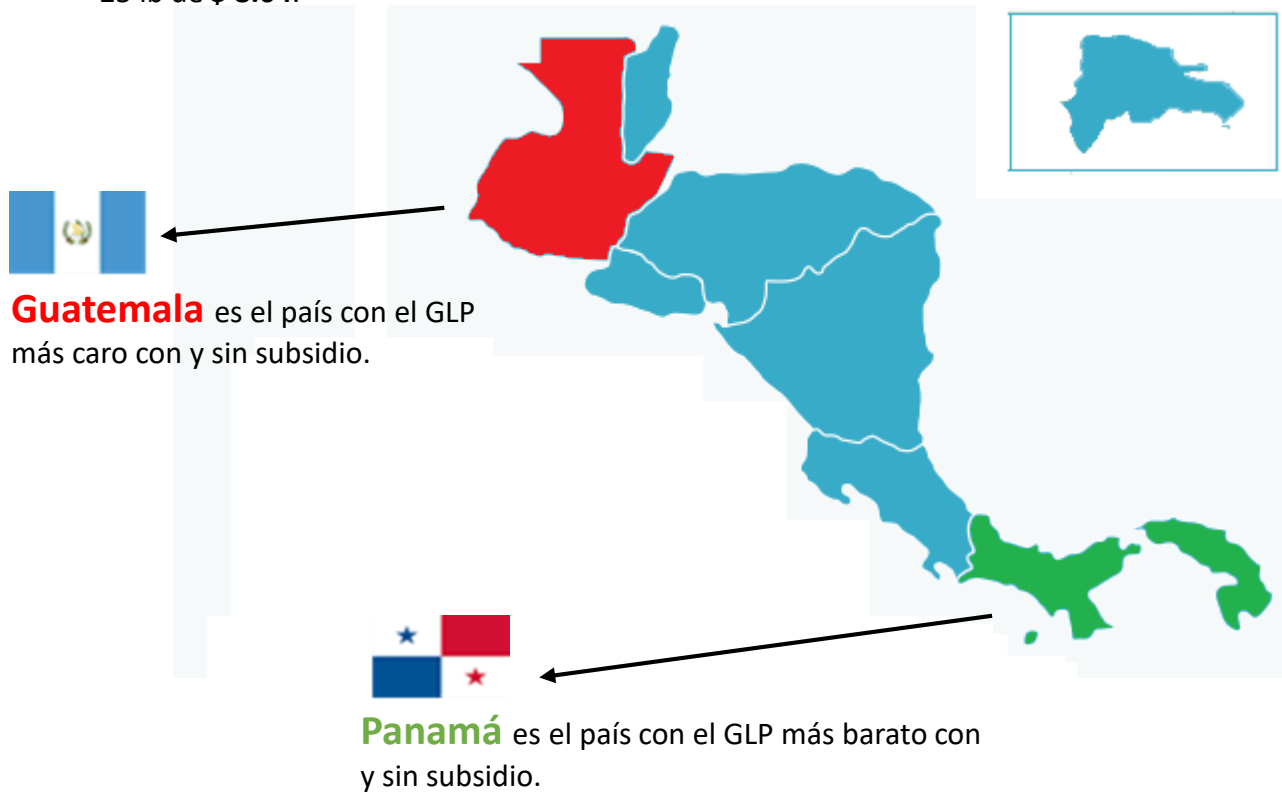 Guatemala es el país con el GLP
más caro con y sin subsidio.
Panamá es el país con el GLP más barato con
y sin subsidio.